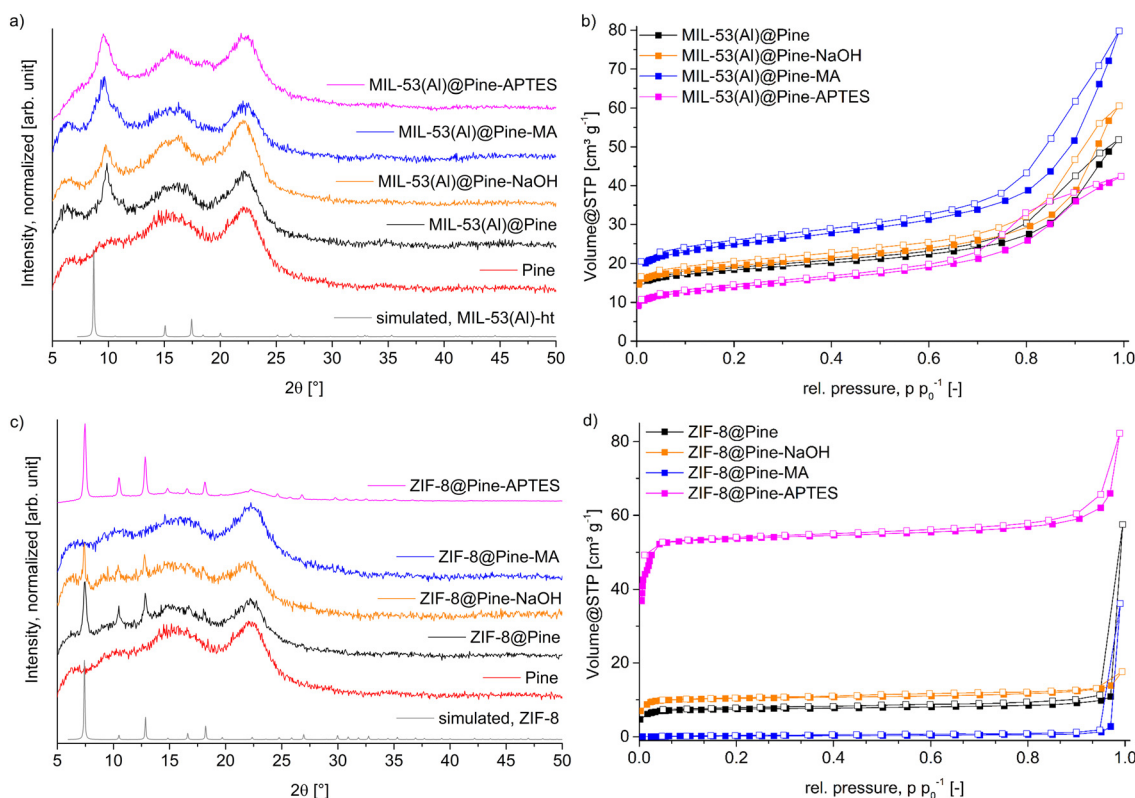 a)
Intensity, normalized [arb. unit]
MIL-53(Al)@Pine-APTES
MIL-53(Al)@Pine-MA
MIL-53(Al)@Pine-NaOH
MIL-53(Al)@Pine
Pine
simulated, MIL-53(Al)-ht
5 10 15 20 25 30 35 40 45 50
2θ [°]
b)
Volume@STP [cm³ g⁻¹]
80
70
60
50
40
30
20
10
0
MIL-53(Al)@Pine
MIL-53(Al)@Pine-NaOH
MIL-53(Al)@Pine-MA
MIL-53(Al)@Pine-APTES
0.0 0.2 0.4 0.6 0.8 1.0
rel. pressure, p p₀⁻¹ [-]
c)
Intensity, normalized [arb. unit]
ZIF-8@Pine-APTES
ZIF-8@Pine-MA
ZIF-8@Pine-NaOH
ZIF-8@Pine
Pine
simulated, ZIF-8
5 10 15 20 25 30 35 40 45 50
2θ [°]
d)
Volume@STP [cm³ g⁻¹]
80
60
40
20
0
ZIF-8@Pine
ZIF-8@Pine-NaOH
ZIF-8@Pine-MA
ZIF-8@Pine-APTES
0.0 0.2 0.4 0.6 0.8 1.0
rel. pressure, p p₀⁻¹ [-]